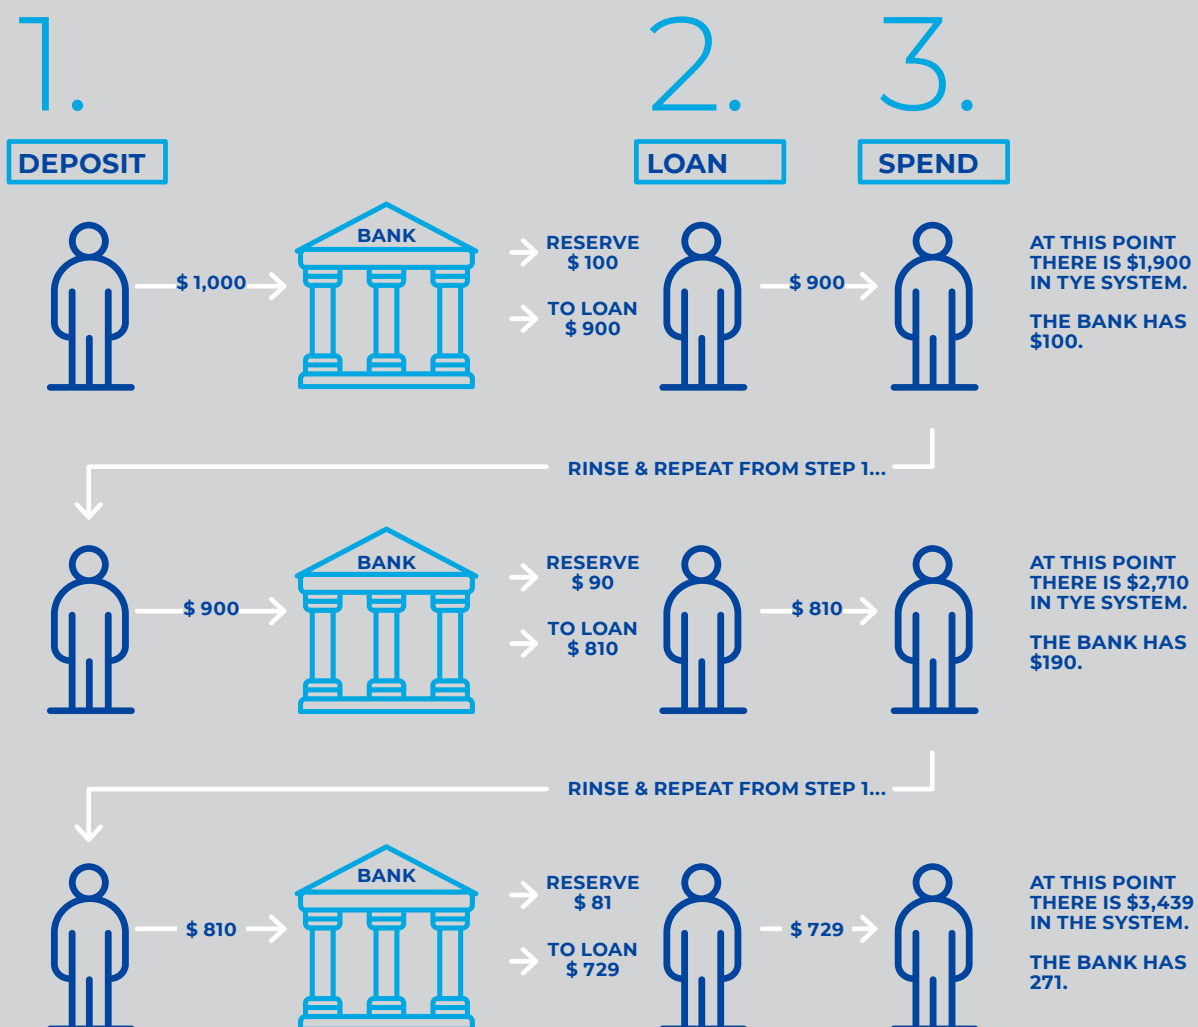 1.
2.
3.
DEPOSIT
LOAN
SPEND
$ 1,000
BANK
RESERVE
$ 100
TO LOAN
$ 900
$ 900
AT THIS POINT
THERE IS $1,900
IN TYE SYSTEM.
THE BANK HAS
$100.
RINSE & REPEAT FROM STEP 1...
$ 900
BANK
RESERVE
$ 90
TO LOAN
$ 810
$ 810
AT THIS POINT
THERE IS $2,710
IN TYE SYSTEM.
THE BANK HAS
$190.
RINSE & REPEAT FROM STEP 1...
$ 810
BANK
RESERVE
$ 81
TO LOAN
$ 729
$ 729
AT THIS POINT
THERE IS $3,439
IN THE SYSTEM.
THE BANK HAS
271.